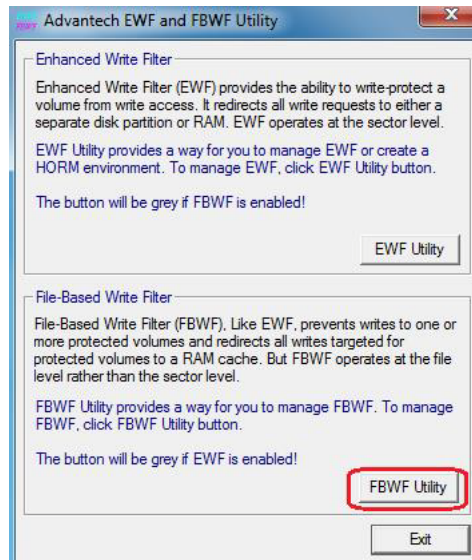 Advantech EWF and FBWF Utility
Enhanced Write Filter
Enhanced Write Filter (EWF) provides the ability to write-protect a
volume from write access. It redirects all write requests to either a
separate disk partition or RAM. EWF operates at the sector level.
EWF Utility provides a way for you to manage EWF or create a
HORM environment. To manage EWF, click EWF Utility button.
The button will be grey if FBWF is enabled!
EWF Utility
File-Based Write Filter
File-Based Write Filter (FBWF), Like EWF, prevents writes to one or
more protected volumes and redirects all writes targeted for
protected volumes to a RAM cache. But FBWF operates at the file
level rather than the sector level.
FBWF Utility provides a way for you to manage FBWF. To manage
FBWF, click FBWF Utility button.
The button will be grey if EWF is enabled!
FBWF Utility
Exit